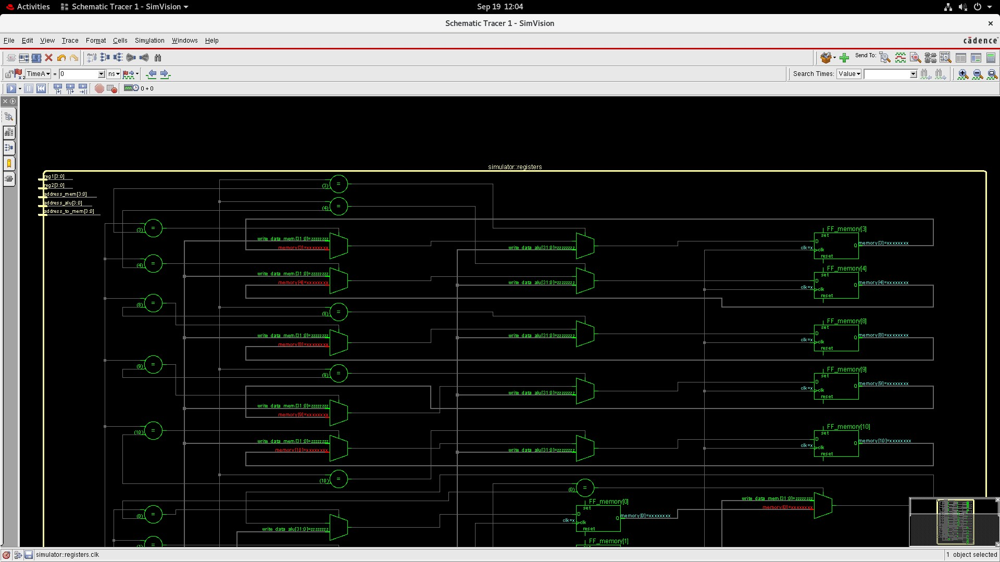 Activities Schematic Tracer 1 - SimVision Sep 19 12:04
Schematic Tracer 1 - SimVision
File Edit View Trace Format Cells Simulation Windows Help cādence
Send To:
TimeA = 0 ns Search Times: Value
0 + 0
simulator::registers
reg1[3:0]
reg2[3:0]
address_mem[3:0]
address_alu[3:0]
address_to_mem[3:0]
(3) =
(4) =
(3) =
write_data_mem[31:0]=zzzzzzzz
memory[3]=xxxxxxxx
write_data_alu[31:0]=zzzzzzzz
FF_memory[3]
set
D
clk=x clk
Q memory[3]=xxxxxxxx
reset
(4) =
write_data_mem[31:0]=zzzzzzzz
memory[4]=xxxxxxxx
write_data_alu[31:0]=zzzzzzzz
FF_memory[4]
set
D
clk=x clk
Q memory[4]=xxxxxxxx
reset
(8) =
(8) =
write_data_mem[31:0]=zzzzzzzz
memory[8]=xxxxxxxx
write_data_alu[31:0]=zzzzzzzz
FF_memory[8]
set
D
clk=x clk
Q memory[8]=xxxxxxxx
reset
(9) =
(9) =
write_data_mem[31:0]=zzzzzzzz
memory[9]=xxxxxxxx
write_data_alu[31:0]=zzzzzzzz
FF_memory[9]
set
D
clk=x clk
Q memory[9]=xxxxxxxx
reset
(10) =
write_data_mem[31:0]=zzzzzzzz
memory[10]=xxxxxxxx
write_data_alu[31:0]=zzzzzzzz
FF_memory[10]
set
D
clk=x clk
Q memory[10]=xxxxxxxx
reset
(10) =
(0) =
(0) =
write_data_alu[31:0]=zzzzzzzz
FF_memory[0]
set
D
clk=x clk
Q memory[0]=xxxxxxxx
reset
write_data_mem[31:0]=zzzzzzzz
memory[0]=xxxxxxxx
=
FF_memory[1]
simulator::registers.clk 1 object selected